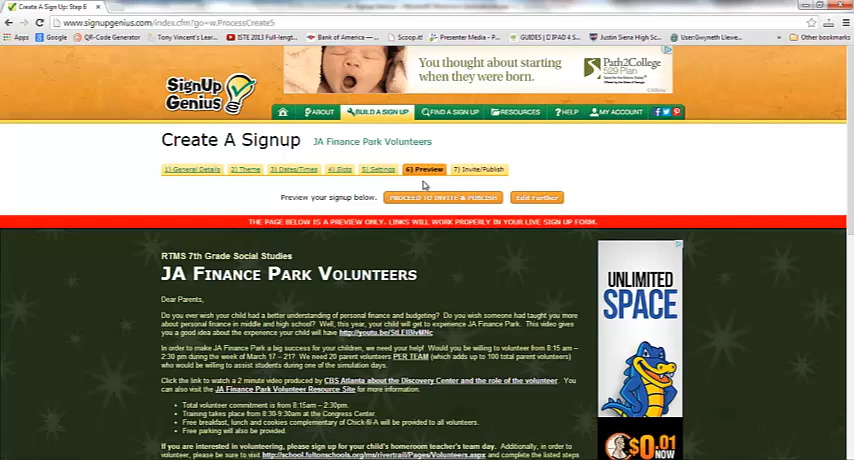 Create A Sign Up: Step 6
www.signupgenius.com/index.cfm?go=w.ProcessCreate5
Apps Google QR-Code Generator Tony Vincent's Lear ISTE 2013 Full-lengt... Bank of America — Scoop.it! Presenter Media - P... GUIDES | D IPAD 4 S... Justin Siena High Sc... User:Gwyneth Llewe... Other bookmarks
You thought about starting
when they were born.
Path2College
529 Plan
SignUp
Genius
ABOUT BUILD A SIGN UP FIND A SIGN UP RESOURCES HELP MY ACCOUNT
Create A Signup JA Finance Park Volunteers
1) General Details 2) Theme 3) Dates/Times 4) Slots 5) Settings 6) Preview 7) Invite/Publish
Preview your signup below. PROCEED TO INVITE & PUBLISH Edit Further
THE PAGE BELOW IS A PREVIEW ONLY. LINKS WILL WORK PROPERLY IN YOUR LIVE SIGN UP FORM.
RTMS 7th Grade Social Studies
JA Finance Park Volunteers
Dear Parents,
Do you ever wish your child had a better understanding of personal finance and budgeting? Do you wish someone had taught you more
about personal finance in middle and high school? Well, this year, your child will get to experience JA Finance Park. This video gives
you a good idea about the experience your child will have
In order to make JA Finance Park a big success for your children, we need your help! Would you be willing to volunteer from 8:15 am –
2:30 pm during the week of March 17 – 21? We need 20 parent volunteers PER TEAM (which adds up to 100 total parent volunteers)
who would be willing to assist students during one of the simulation days.
Click the link to watch a 2 minute video produced by CBS Atlanta about the Discovery Center and the role of the volunteer. You
can also visit the JA Finance Park Volunteer Resource Site for more information.
• Total volunteer commitment is from 8:15am – 2:30pm.
• Training takes place from 8:30-9:30am at the Congress Center.
• Free breakfast, lunch and cookies complementary of Chick-fil-A will be provided to all volunteers.
• Free parking will also be provided.
If you are interested in volunteering, please sign up for your child's homeroom teacher's team day. Additionally, in order to
volunteer, please be sure to visit http://school.fultonschools.org/ms/rivertrail/Pages/Volunteers.aspx and complete the listed steps
UNLIMITED
SPACE
$0.01
NOW